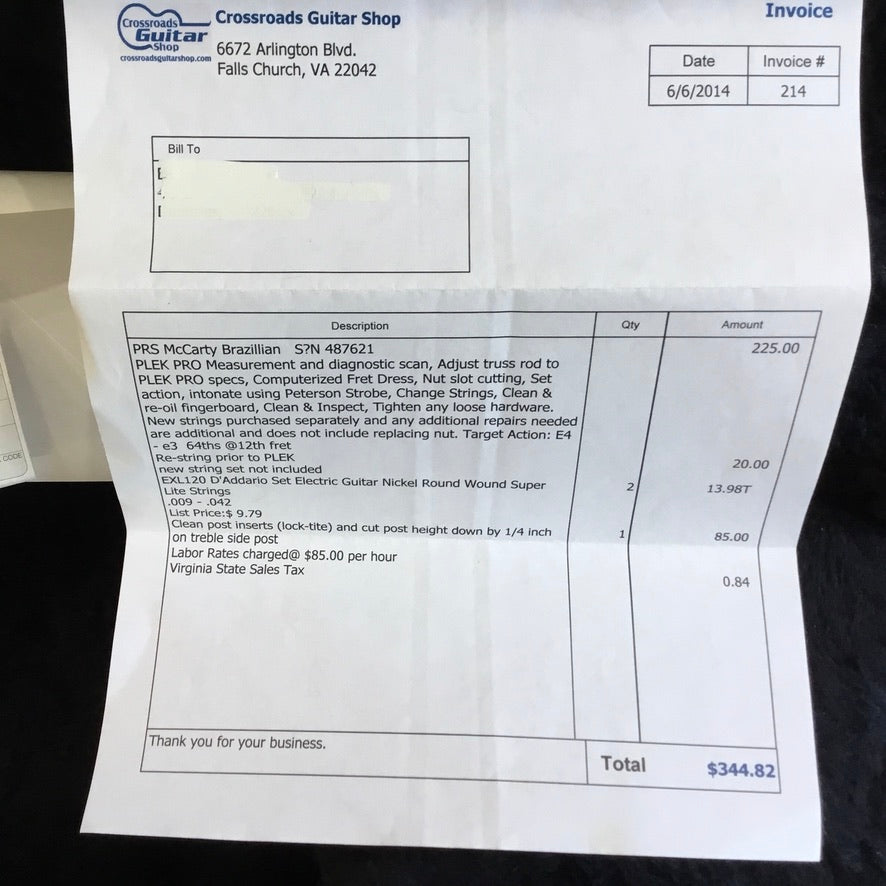 Crossroads
Guitar
Shop
crossroadsguitarshop.com
Crossroads Guitar Shop
6672 Arlington Blvd.
Falls Church, VA 22042
Invoice
Date Invoice #
6/6/2014 214
Bill To
Description Qty Amount
PRS McCarty Brazillian S?N 487621 225.00
PLEK PRO Measurement and diagnostic scan, Adjust truss rod to
PLEK PRO specs, Computerized Fret Dress, Nut slot cutting, Set
action, intonate using Peterson Strobe, Change Strings, Clean &
re-oil fingerboard, Clean & Inspect, Tighten any loose hardware.
New strings purchased separately and any additional repairs needed
are additional and does not include replacing nut. Target Action: E4
- e3 64ths @12th fret
Re-string prior to PLEK 20.00
new string set not included
EXL120 D'Addario Set Electric Guitar Nickel Round Wound Super 2 13.98T
Lite Strings
.009 - .042
List Price:$ 9.79
Clean post inserts (lock-tite) and cut post height down by 1/4 inch 1 85.00
on treble side post
Labor Rates charged@ $85.00 per hour
Virginia State Sales Tax 0.84
Thank you for your business.
Total $344.82
CODE